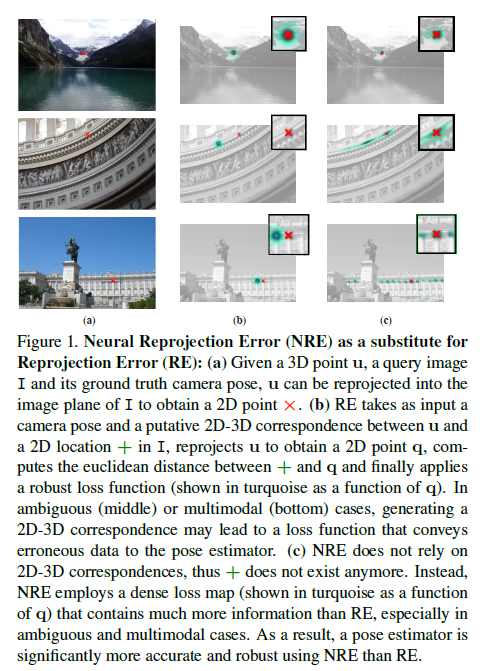 (a) (b) (c)
Figure 1. Neural Reprojection Error (NRE) as a substitute for
Reprojection Error (RE): (a) Given a 3D point u, a query image
I and its ground truth camera pose, u can be reprojected into the
image plane of I to obtain a 2D point ×. (b) RE takes as input a
camera pose and a putative 2D-3D correspondence between u and
a 2D location + in I, reprojects u to obtain a 2D point q, com-
putes the euclidean distance between + and q and finally applies
a robust loss function (shown in turquoise as a function of q). In
ambiguous (middle) or multimodal (bottom) cases, generating a
2D-3D correspondence may lead to a loss function that conveys
erroneous data to the pose estimator. (c) NRE does not rely on
2D-3D correspondences, thus + does not exist anymore. Instead,
NRE employs a dense loss map (shown in turquoise as a function
of q) that contains much more information than RE, especially in
ambiguous and multimodal cases. As a result, a pose estimator is
significantly more accurate and robust using NRE than RE.